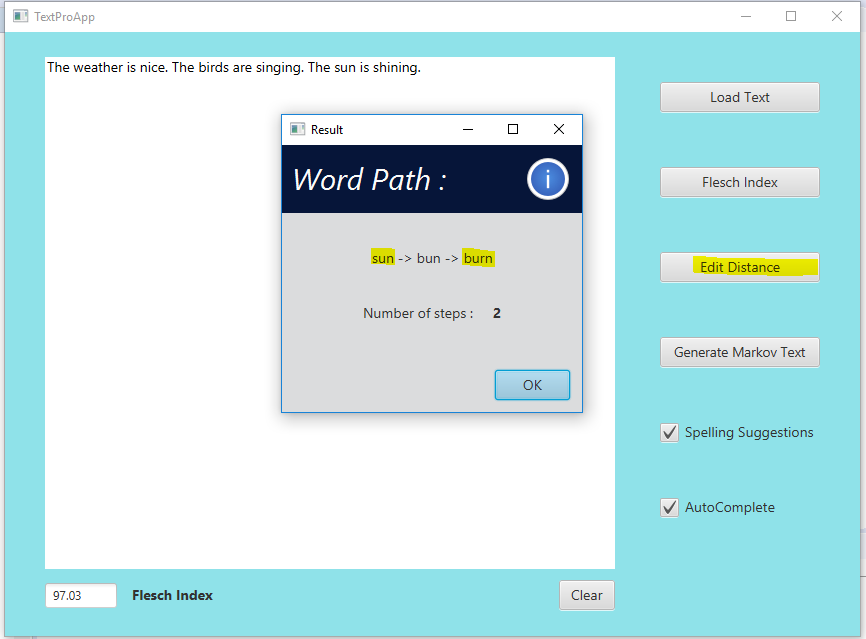 TextProApp
The weather is nice. The birds are singing. The sun is shining.
Load Text
Result
Word Path :
i
Flesch Index
sun -> bun -> burn
Edit Distance
Number of steps : 2
Generate Markov Text
OK
Spelling Suggestions
AutoComplete
97.03 Flesch Index
Clear